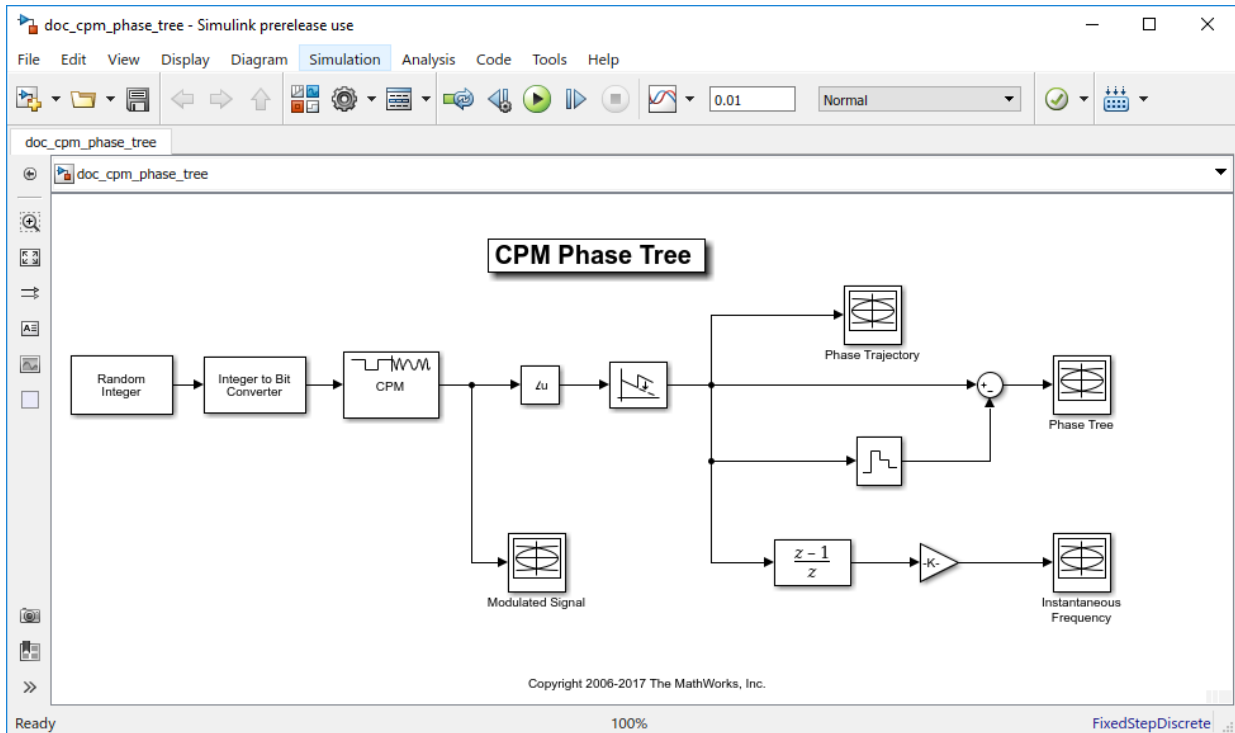 doc_cpm_phase_tree - Simulink prerelease use
File Edit View Display Diagram Simulation Analysis Code Tools Help
0.01 Normal
doc_cpm_phase_tree
doc_cpm_phase_tree
CPM Phase Tree
Phase Trajectory
Random
Integer
Integer to Bit
Converter
CPM
∠u
+
-
Phase Tree
z - 1
z
-K-
Modulated Signal
Instantaneous
Frequency
Copyright 2006-2017 The MathWorks, Inc.
Ready 100% FixedStepDiscrete